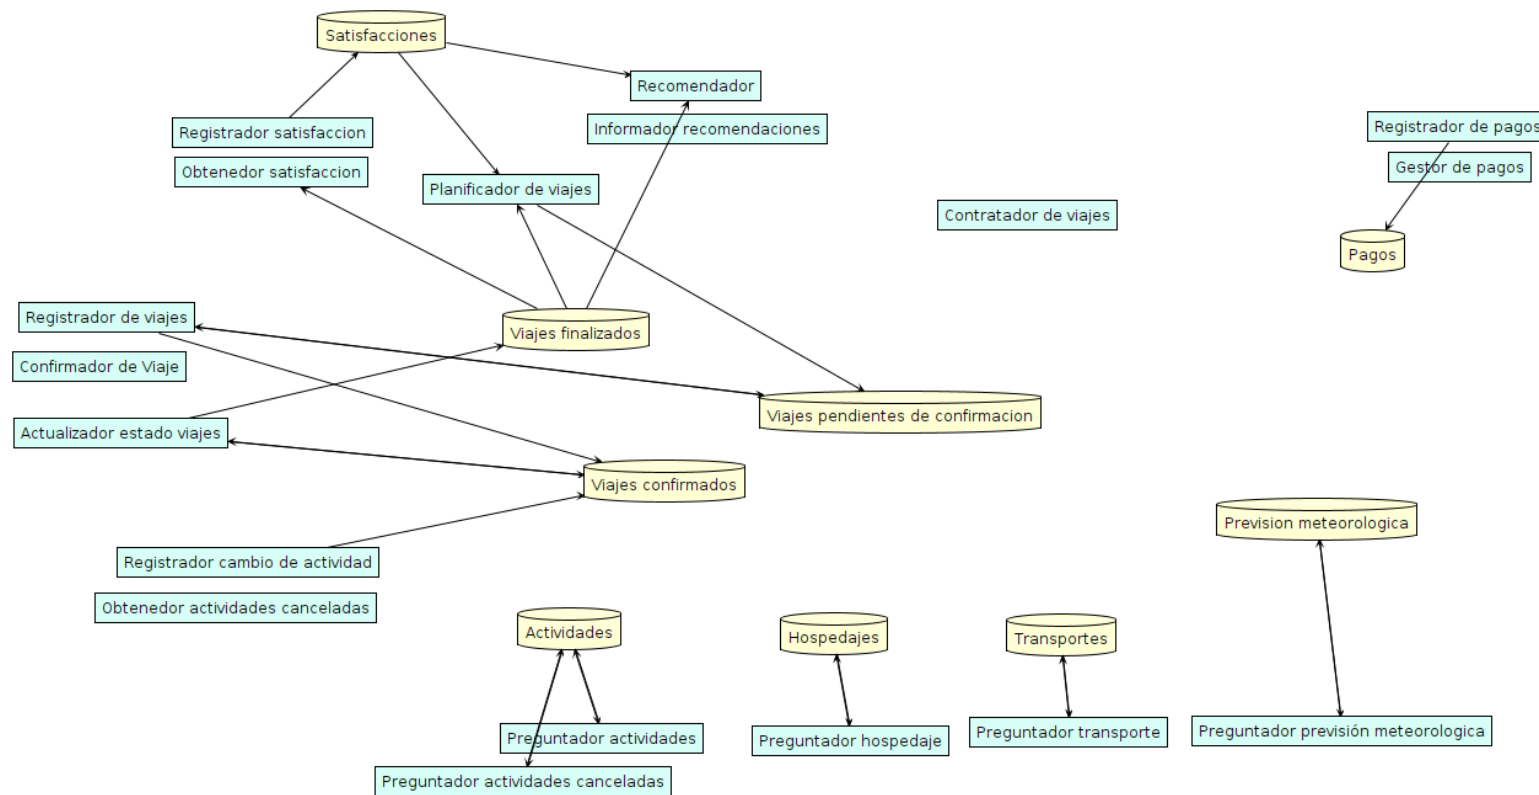 Satisfacciones
Recomendador
Registrador satisfaccion
Informador recomendaciones
Registrador de pagos
Obtenedor satisfaccion
Planificador de viajes
Gestor de pagos
Contratador de viajes
Pagos
Registrador de viajes
Viajes finalizados
Confirmador de Viaje
Viajes pendientes de confirmacion
Actualizador estado viajes
Viajes confirmados
Prevision meteorologica
Registrador cambio de actividad
Obtenedor actividades canceladas
Actividades
Hospedajes
Transportes
Preguntador actividades
Preguntador hospedaje
Preguntador transporte
Preguntador previsión meteorologica
Preguntador actividades canceladas